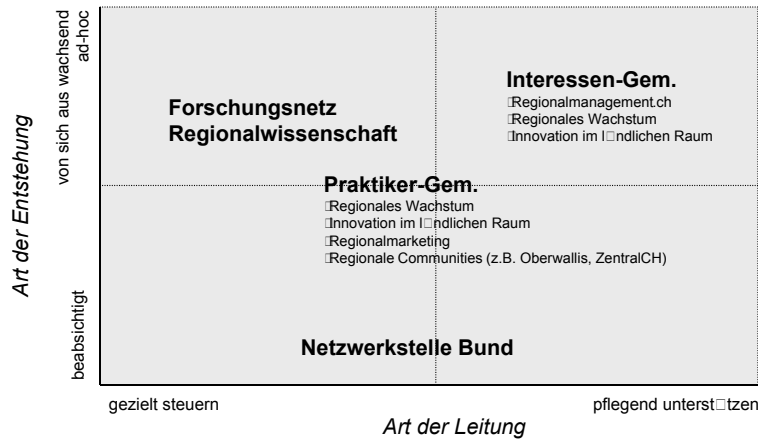 Art der Entstehung
von sich aus wachsend
ad-hoc
beabsichtigt
Forschungsnetz
Regionalwissenschaft
Interessen-Gem.
□Regionalmanagement.ch
□Regionales Wachstum
□Innovation im l□ndlichen Raum
Praktiker-Gem.
□Regionales Wachstum
□Innovation im l□ndlichen Raum
□Regionalmarketing
□Regionale Communities (z.B. Oberwallis, ZentralCH)
Netzwerkstelle Bund
gezielt steuern
pflegend unterst□tzen
Art der Leitung